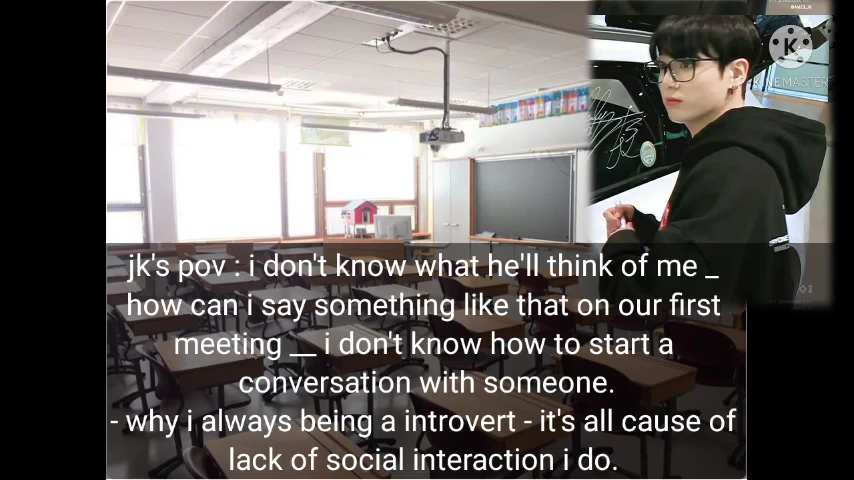 KINEMASTER
jk's pov : i don't know what he'll think of me _
how can i say something like that on our first
meeting __ i don't know how to start a
conversation with someone.
- why i always being a introvert - it's all cause of
lack of social interaction i do.